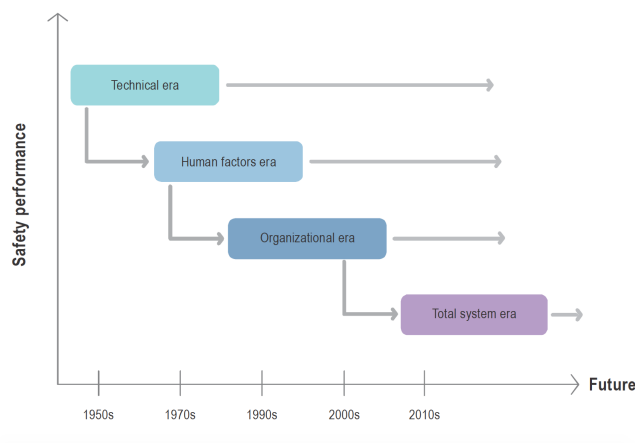 Safety performance
Technical era
Human factors era
Organizational era
Total system era
Future
1950s
1970s
1990s
2000s
2010s